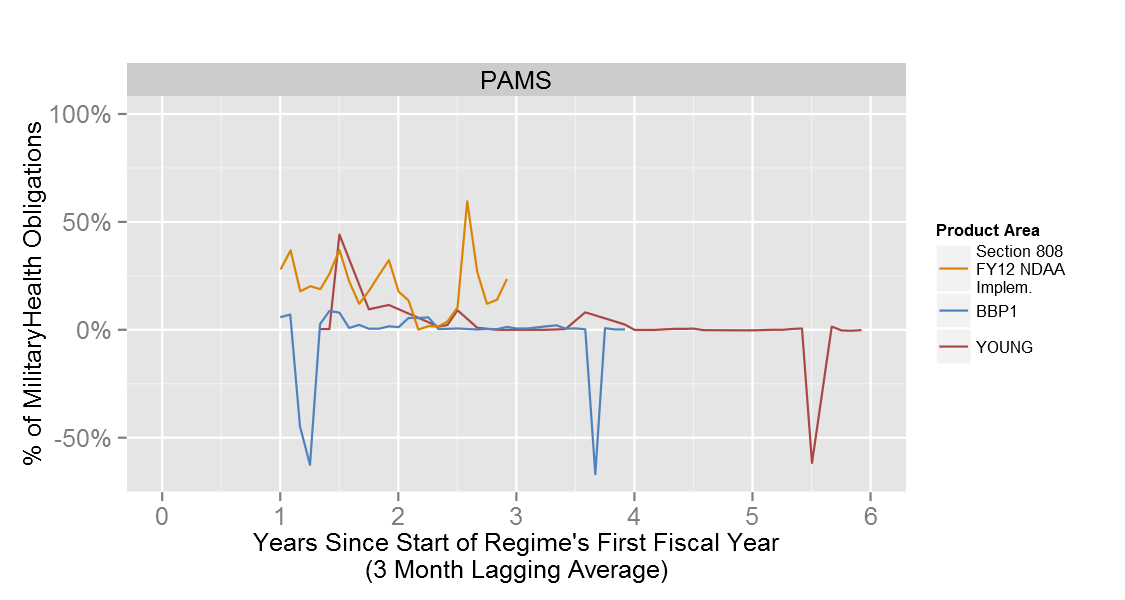 PAMS
100%
50%
0%
-50%
% of MilitaryHealth Obligations
0 1 2 3 4 5 6
Years Since Start of Regime's First Fiscal Year
(3 Month Lagging Average)
Product Area
Section 808
FY12 NDAA
Implem.
BBP1
YOUNG